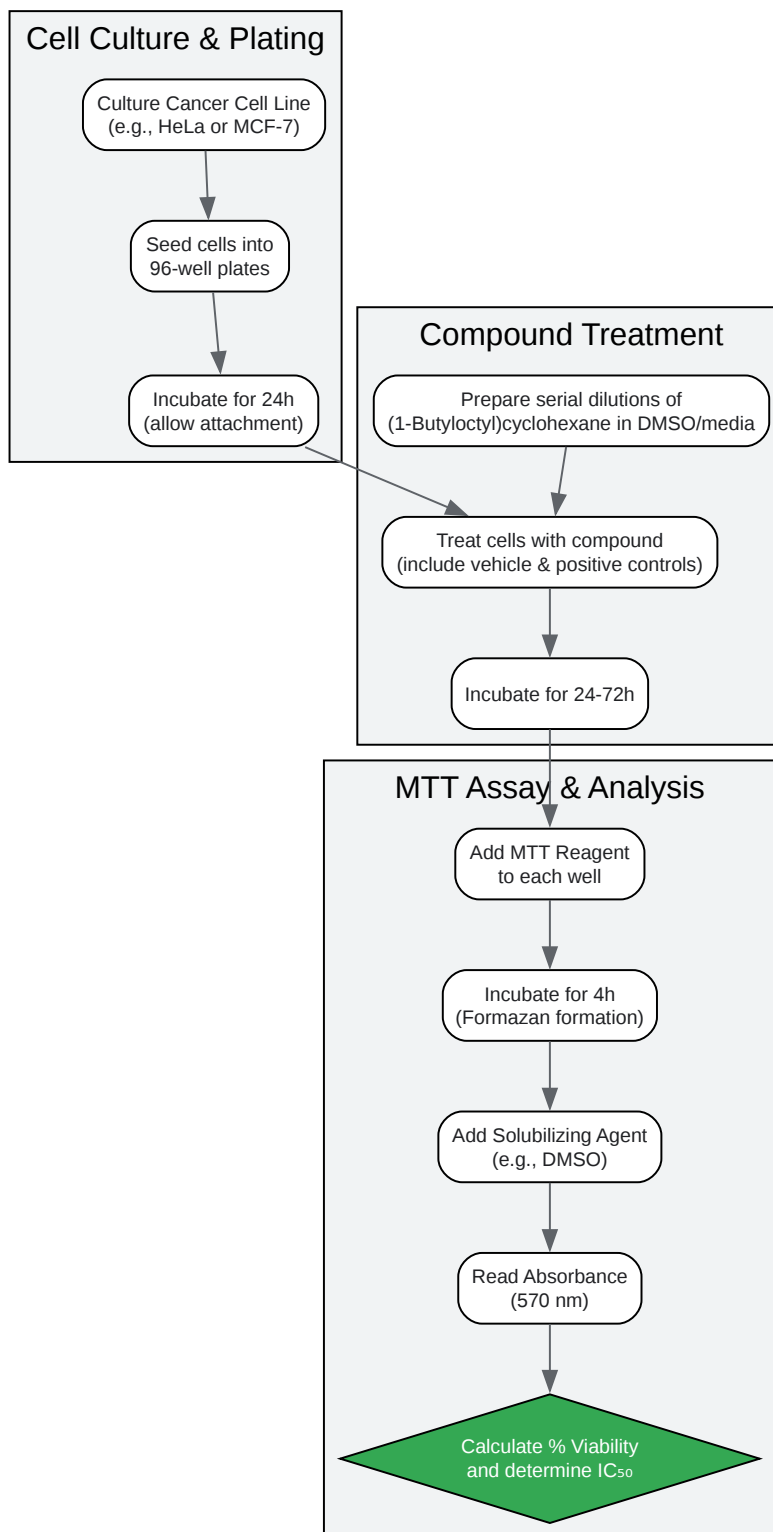 Cell Culture & Plating
Culture Cancer Cell Line
(e.g., HeLa or MCF-7)
Seed cells into
96-well plates
Incubate for 24h
(allow attachment)
Compound Treatment
Prepare serial dilutions of
(1-Butyloctyl)cyclohexane in DMSO/media
Treat cells with compound
(include vehicle & positive controls)
Incubate for 24-72h
MTT Assay & Analysis
Add MTT Reagent
to each well
Incubate for 4h
(Formazan formation)
Add Solubilizing Agent
(e.g., DMSO)
Read Absorbance
(570 nm)
Calculate % Viability
and determine IC₅₀